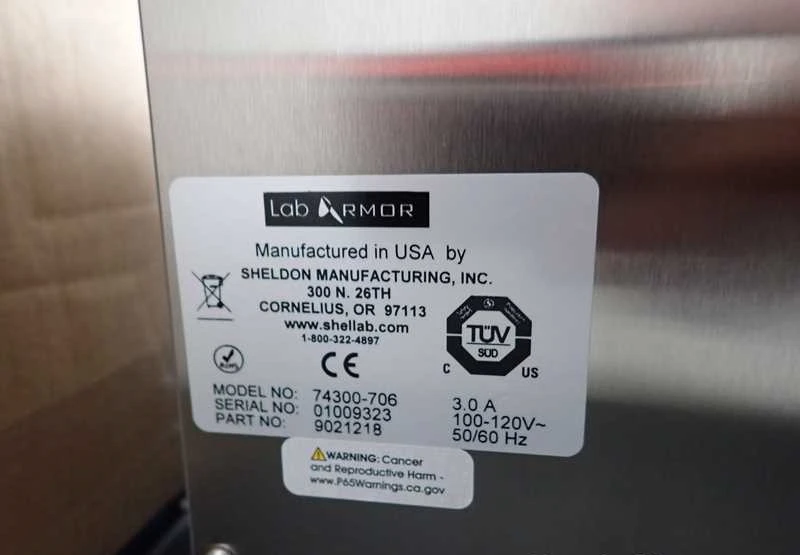 Lab ARMOR
Manufactured in USA by
SHELDON MANUFACTURING, INC.
300 N. 26TH
CORNELIUS, OR 97113
www.shellab.com
1-800-322-4897
CE
TÜV
SÜD
C US
RoHS
MODEL NO: 74300-706
SERIAL NO: 01009323
PART NO: 9021218
3.0 A
100-120V~
50/60 Hz
WARNING: Cancer
and Reproductive Harm -
www.P65Warnings.ca.gov